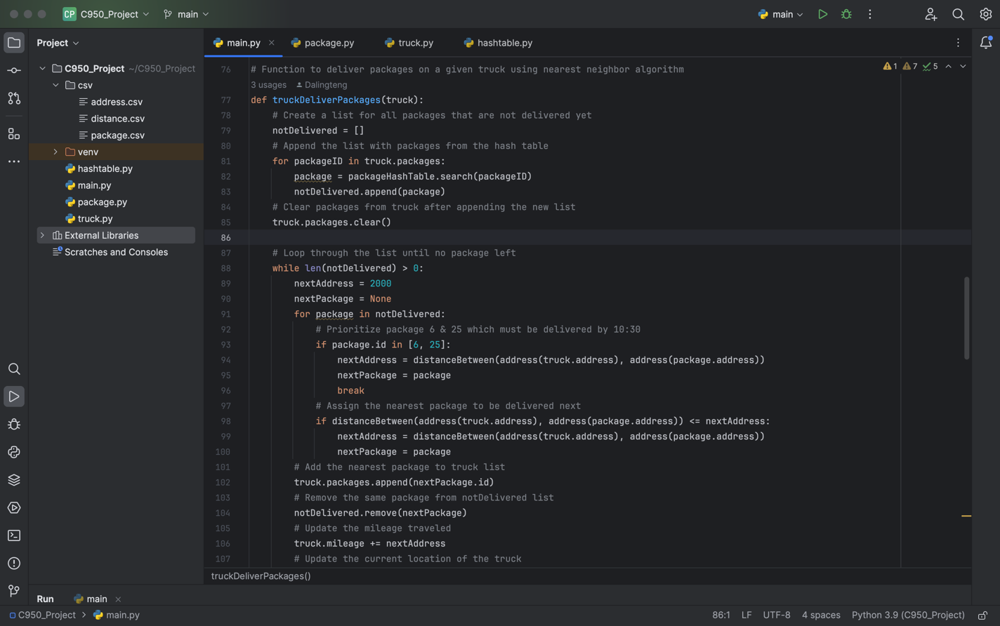 CP C950_Project main main
Project main.py package.py truck.py hashtable.py
C950_Project ~/C950_Project
csv
address.csv
distance.csv
package.csv
venv
hashtable.py
main.py
package.py
truck.py
External Libraries
Scratches and Consoles
1 7 5
76 # Function to deliver packages on a given truck using nearest neighbor algorithm
3 usages Dalingteng
77 def truckDeliverPackages(truck):
78 # Create a list for all packages that are not delivered yet
79 notDelivered = []
80 # Append the list with packages from the hash table
81 for packageID in truck.packages:
82 package = packageHashTable.search(packageID)
83 notDelivered.append(package)
84 # Clear packages from truck after appending the new list
85 truck.packages.clear()
86
87 # Loop through the list until no package left
88 while len(notDelivered) > 0:
89 nextAddress = 2000
90 nextPackage = None
91 for package in notDelivered:
92 # Prioritize package 6 & 25 which must be delivered by 10:30
93 if package.id in [6, 25]:
94 nextAddress = distanceBetween(address(truck.address), address(package.address))
95 nextPackage = package
96 break
97 # Assign the nearest package to be delivered next
98 if distanceBetween(address(truck.address), address(package.address)) <= nextAddress:
99 nextAddress = distanceBetween(address(truck.address), address(package.address))
100 nextPackage = package
101 # Add the nearest package to truck list
102 truck.packages.append(nextPackage.id)
103 # Remove the same package from notDelivered list
104 notDelivered.remove(nextPackage)
105 # Update the mileage traveled
106 truck.mileage += nextAddress
107 # Update the current location of the truck
truckDeliverPackages()
Run main
C950_Project > main.py 86:1 LF UTF-8 4 spaces Python 3.9 (C950_Project)